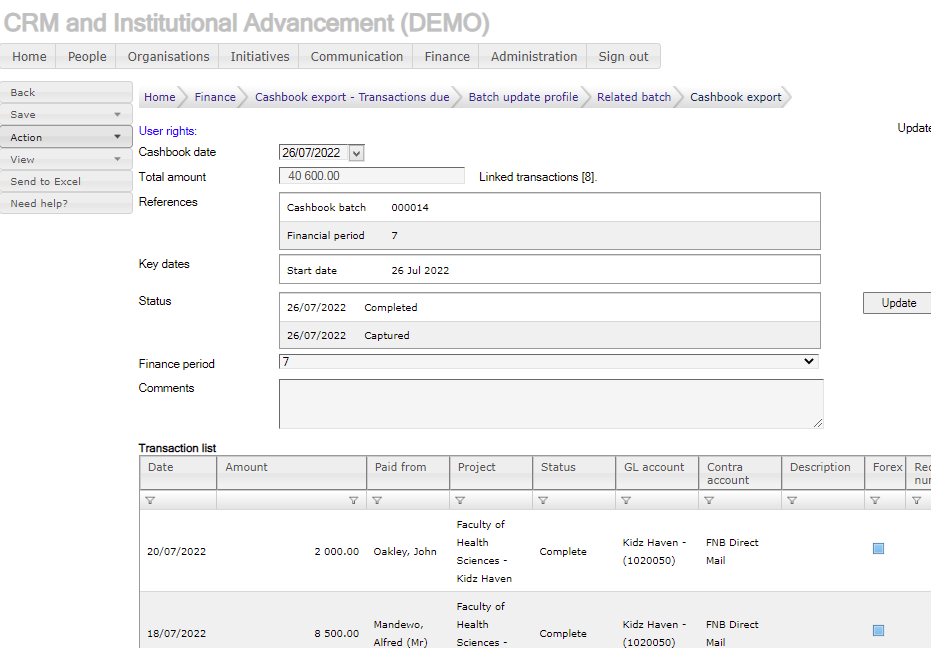 CRM and Institutional Advancement (DEMO)
Home People Organisations Initiatives Communication Finance Administration Sign out
Back
Save
Action
View
Send to Excel
Need help?
Home Finance Cashbook export - Transactions due Batch update profile Related batch Cashbook export
User rights:
Update
Cashbook date 26/07/2022
Total amount 40 600.00 Linked transactions [8].
References
Cashbook batch 000014
Financial period 7
Key dates
Start date 26 Jul 2022
Status
26/07/2022 Completed
26/07/2022 Captured
Update
Finance period 7
Comments
Transaction list
Date Amount Paid from Project Status GL account Contra account Description Forex Rec num
20/07/2022 2 000.00 Oakley, John Faculty of Health Sciences - Kidz Haven Complete Kidz Haven - (1020050) FNB Direct Mail
18/07/2022 8 500.00 Mandewo, Alfred (Mr) Faculty of Health Sciences - Complete Kidz Haven - (1020050) FNB Direct Mail